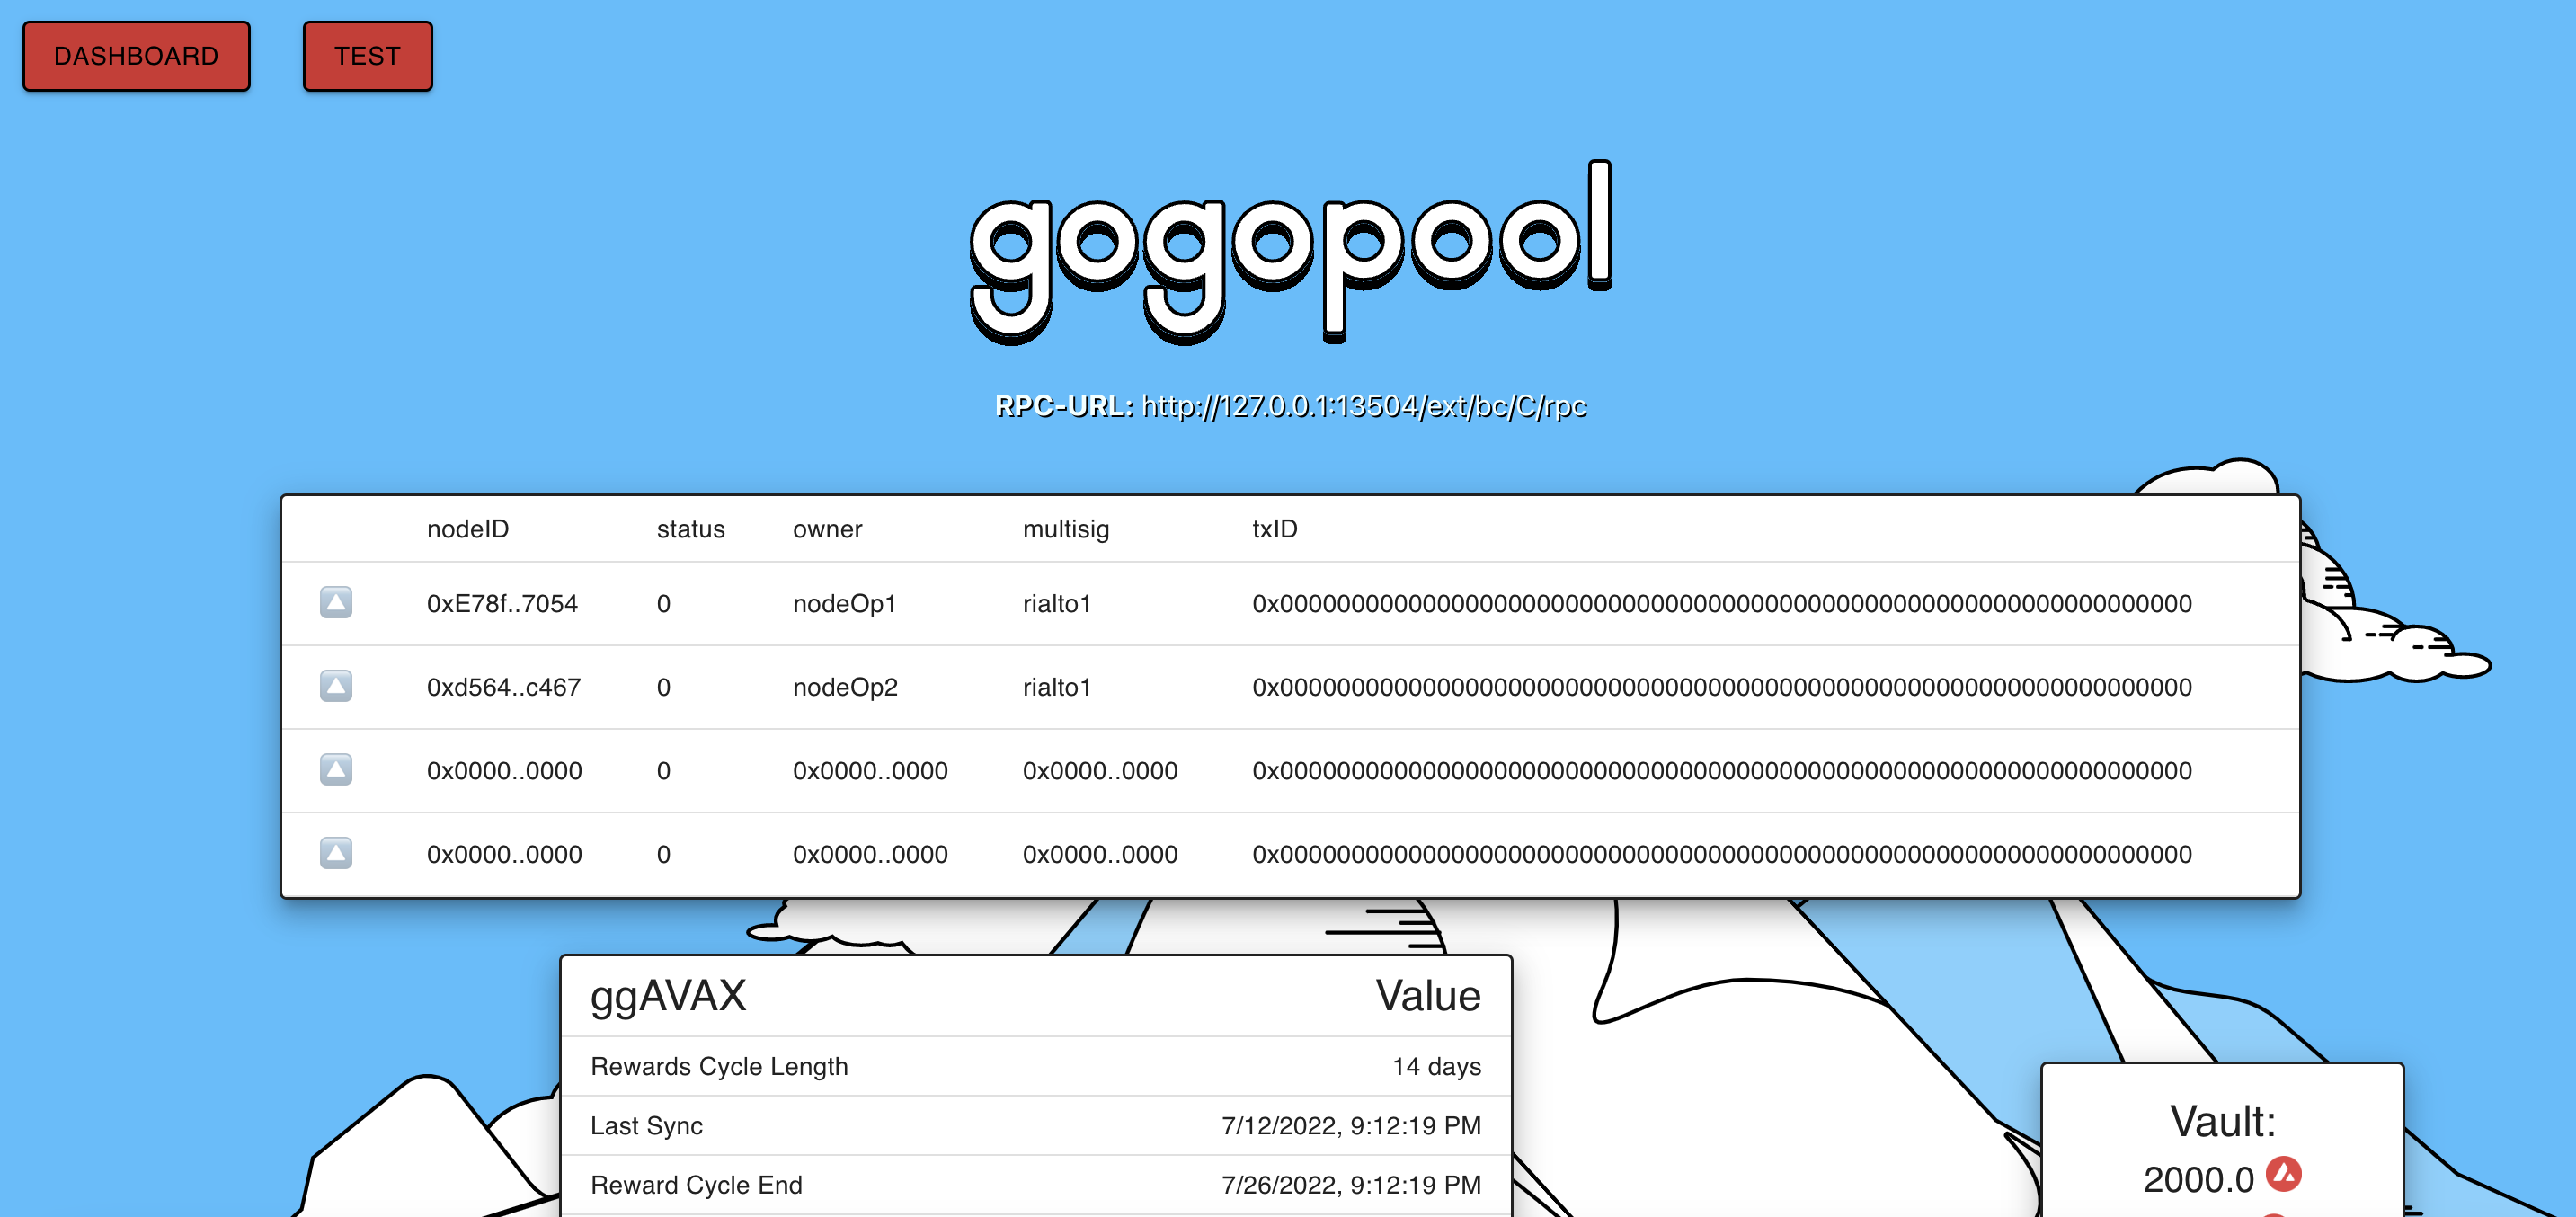 DASHBOARD TEST
gogopool
RPC-URL: http://127.0.0.1:13504/ext/bc/C/rpc
nodeID status owner multisig txID
0xE78f..7054 0 nodeOp1 rialto1 0x0000000000000000000000000000000000000000000000000000000000000000
0xd564..c467 0 nodeOp2 rialto1 0x0000000000000000000000000000000000000000000000000000000000000000
0x0000..0000 0 0x0000..0000 0x0000..0000 0x0000000000000000000000000000000000000000000000000000000000000000
0x0000..0000 0 0x0000..0000 0x0000..0000 0x0000000000000000000000000000000000000000000000000000000000000000
ggAVAX Value
Rewards Cycle Length 14 days
Last Sync 7/12/2022, 9:12:19 PM
Reward Cycle End 7/26/2022, 9:12:19 PM
Vault:
2000.0